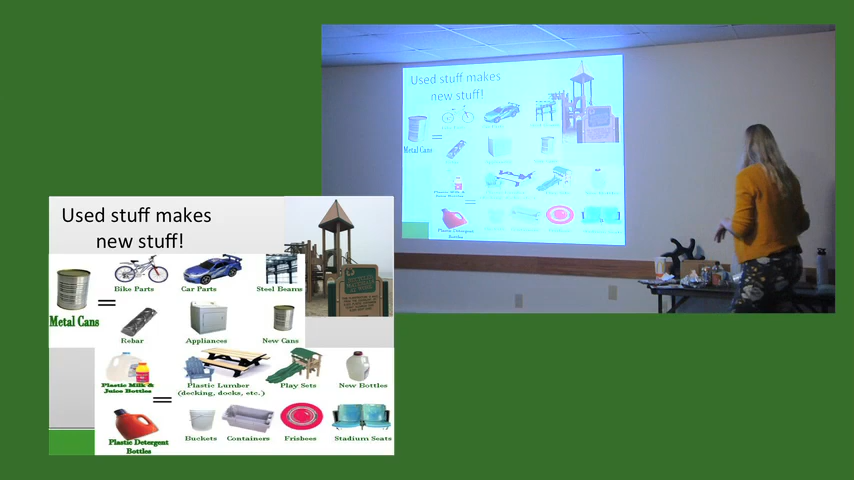 Used stuff makes
new stuff!
Metal Cans
Used stuff makes
new stuff!
Bike Parts
Car Parts
Steel Beams
Metal Cans
=
Rebar
Appliances
New Cans
Plastic Milk &
Juice Bottles
=
Plastic Lumber
(decking, docks, etc.)
Play Sets
New Bottles
Plastic Detergent
Bottles
Buckets
Containers
Frisbees
Stadium Seats